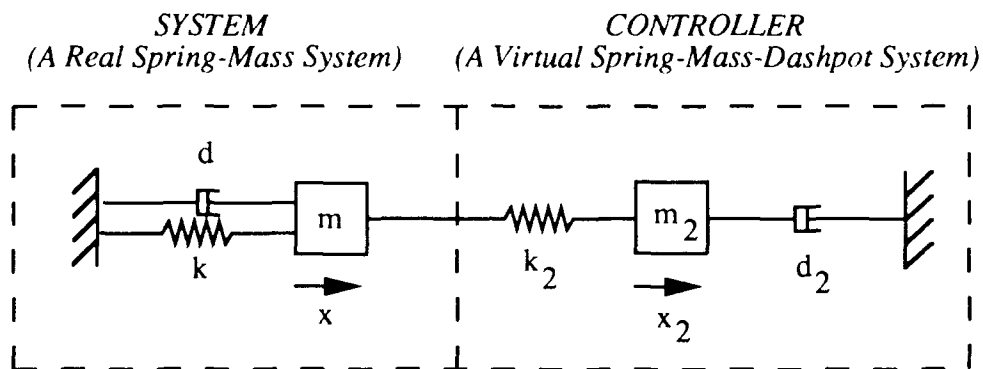 SYSTEM
(A Real Spring-Mass System)
CONTROLLER
(A Virtual Spring-Mass-Dashpot System)
d
m
k
x
k2
m2
d2
x2